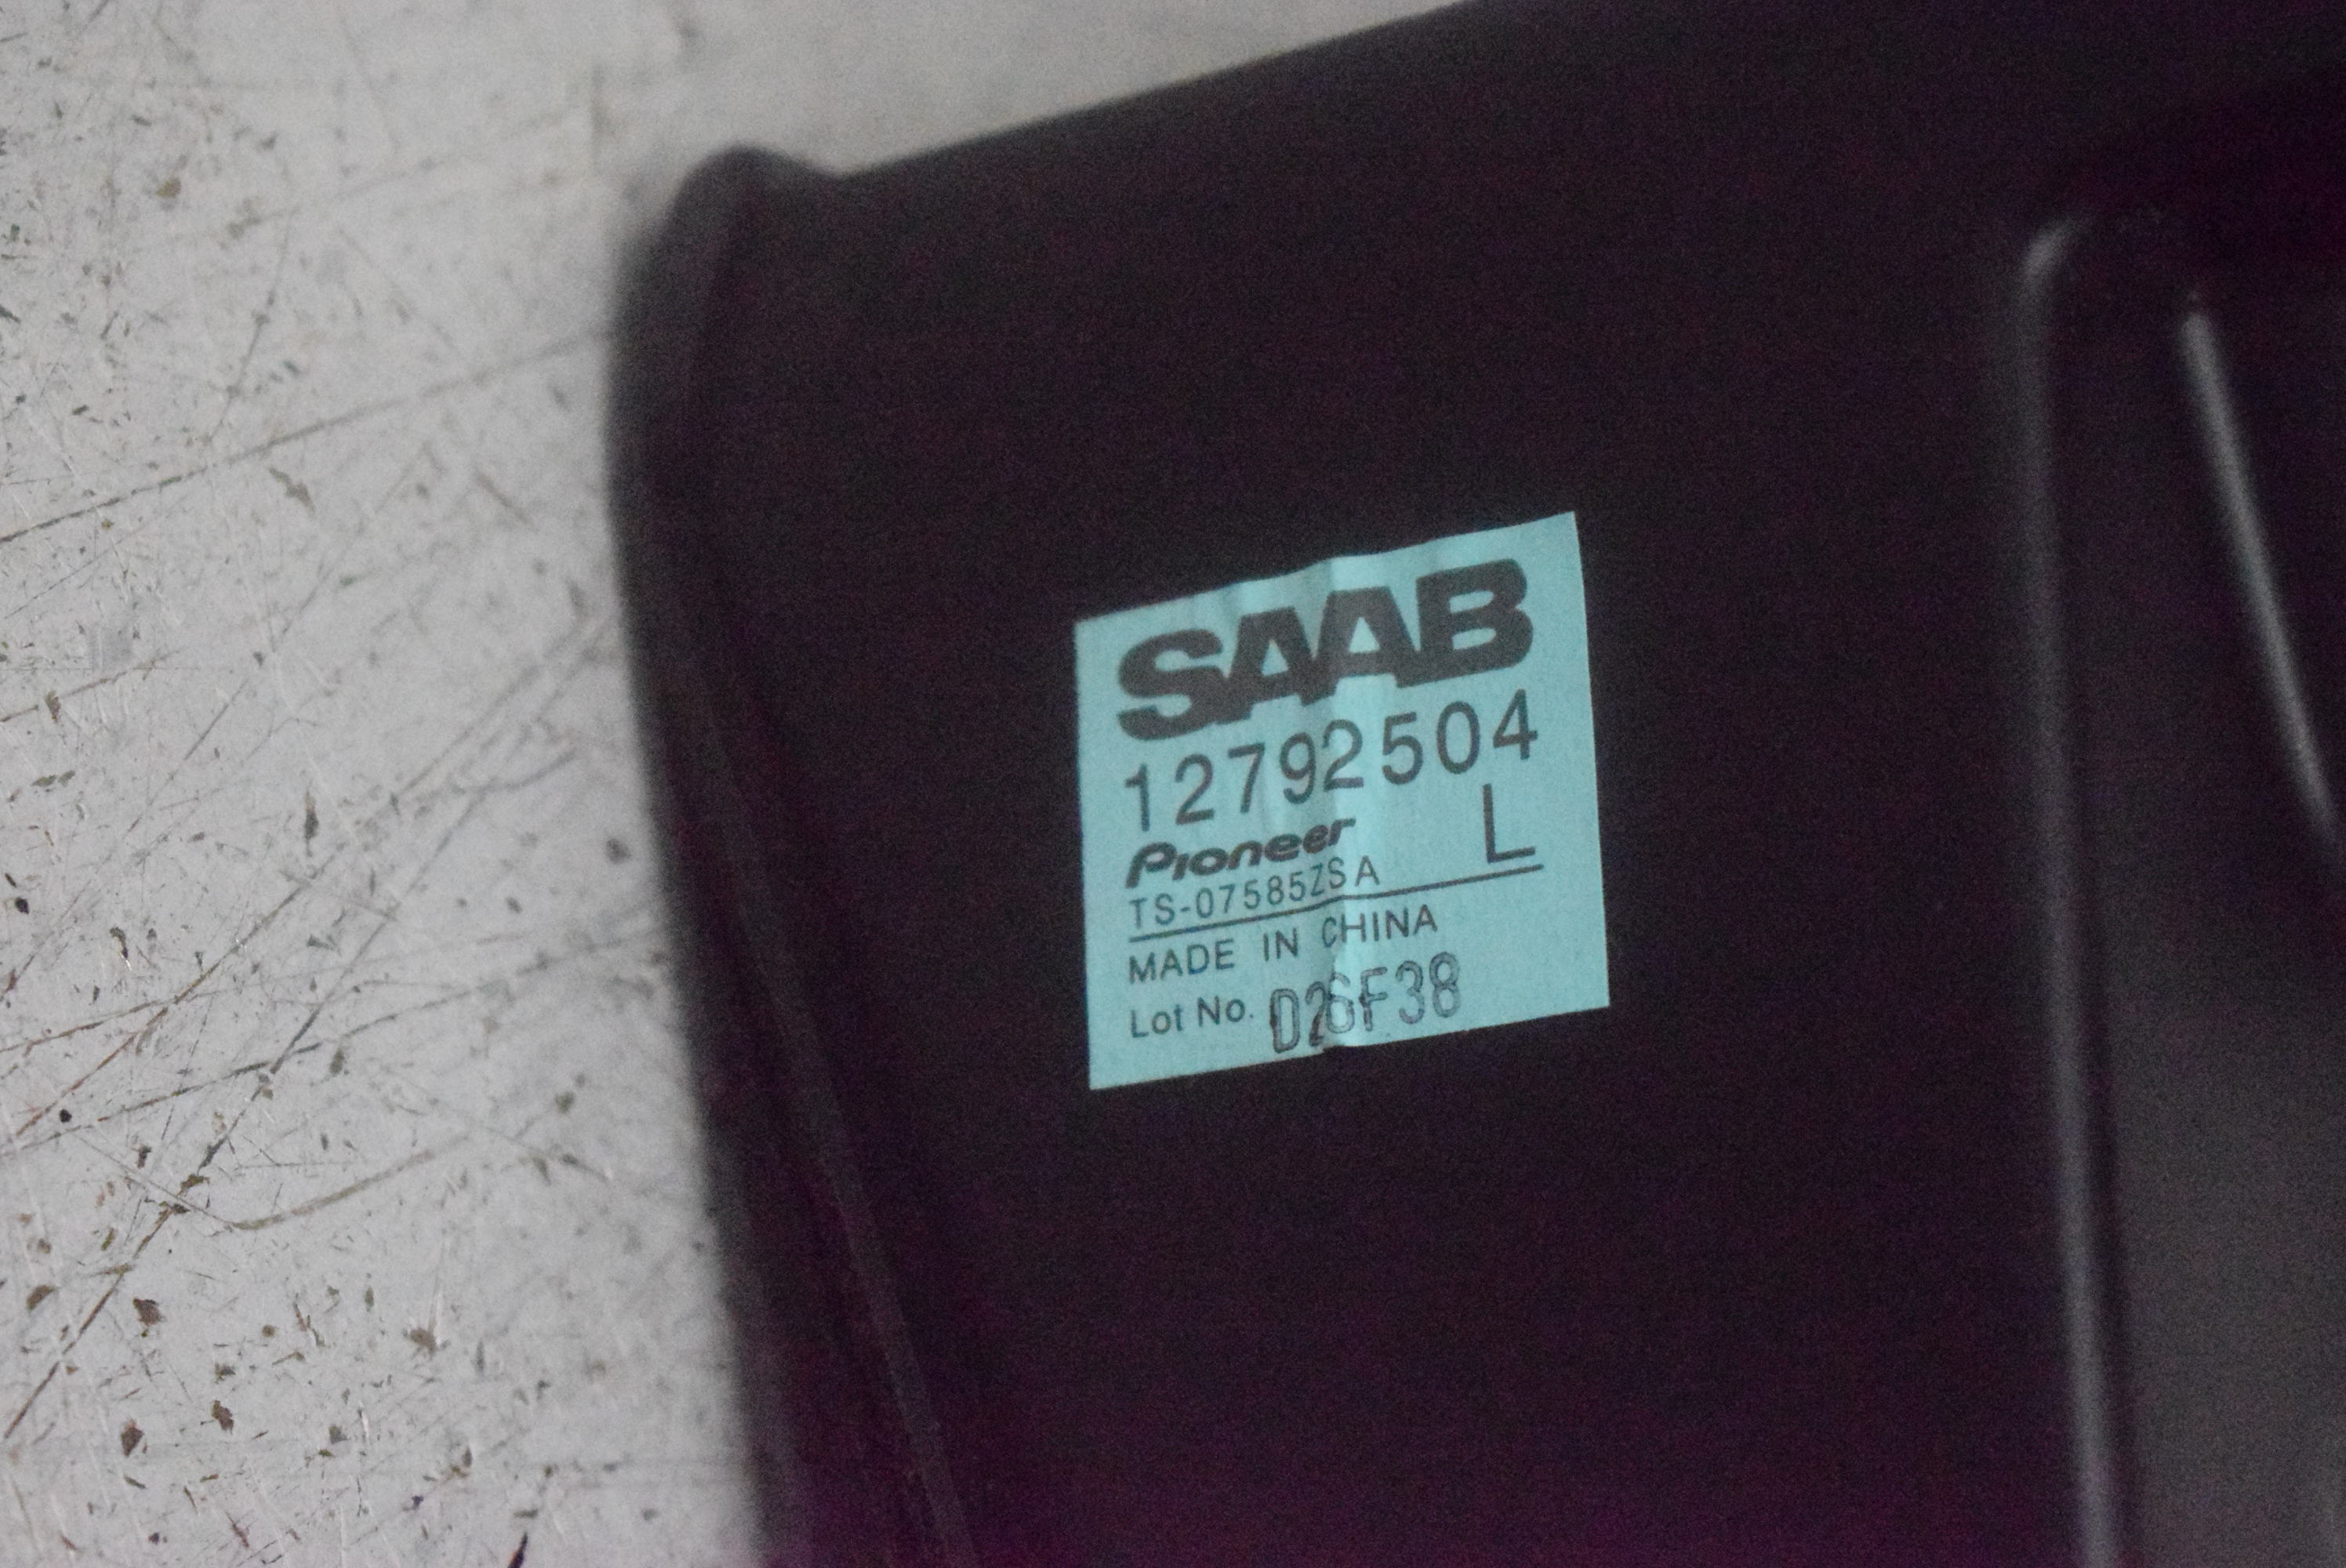 SAAB
12792504
Pioneer L
TS-07585ZSA
MADE IN CHINA
Lot No. D26F38